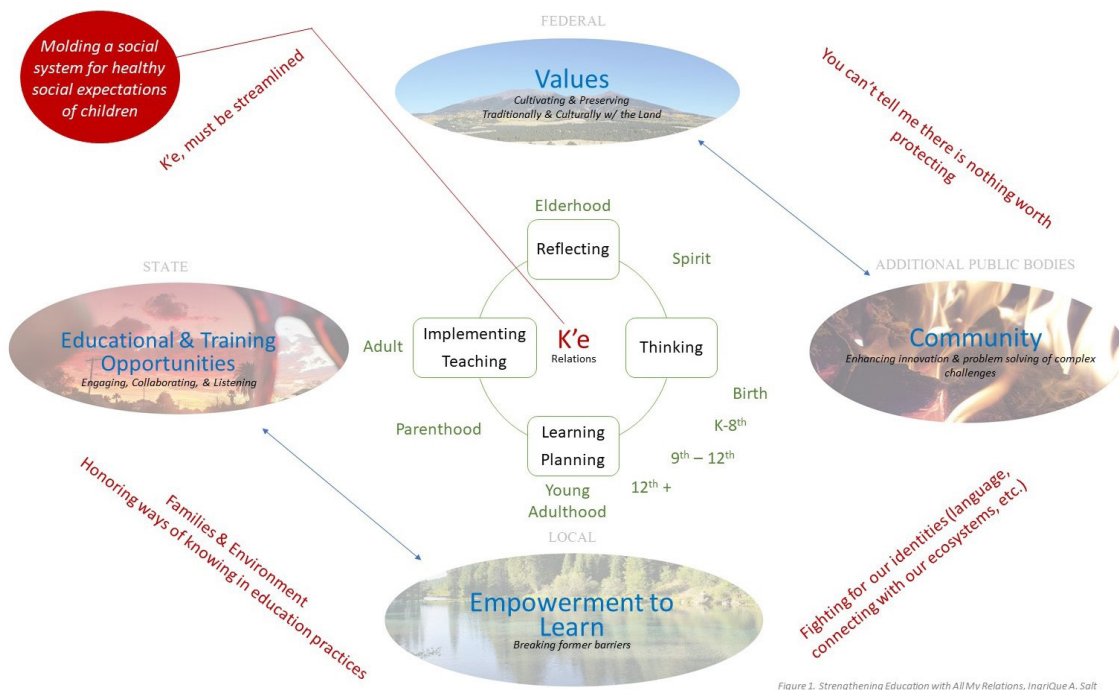 Molding a social
system for healthy
social expectations
of children
K'e, must be streamlined
FEDERAL
Values
Cultivating & Preserving
Traditionally & Culturally w/ the Land
You can't tell me there is nothing worth
protecting
Elderhood
Reflecting
Spirit
STATE
Educational & Training
Opportunities
Engaging, Collaborating, & Listening
Adult
Implementing
Teaching
K'e
Relations
Thinking
ADDITIONAL PUBLIC BODIES
Community
Enhancing innovation & problem solving of complex
challenges
Birth
K-8th
9th – 12th
12th +
Parenthood
Learning
Planning
Young
Adulthood
LOCAL
Empowerment to
Learn
Breaking former barriers
Families & Environment
Honoring ways of knowing in education practices
Fighting for our identities (language,
connecting with our ecosystems, etc.)
Figure 1. Strengthening Education with All My Relations. IngriQue A. Salt